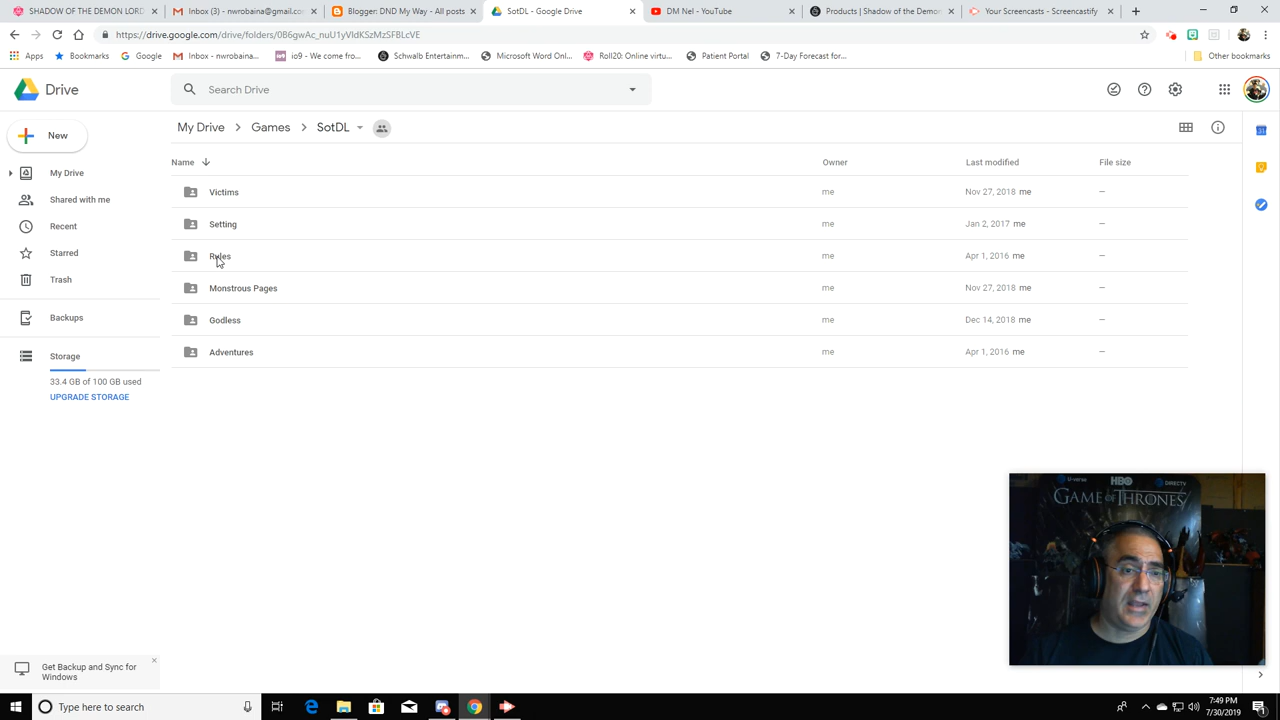 SHADOW OF THE DEMON LORD
Inbox (3) - nwrobaina@gmail.con
Blogger: DND My Way - All posts
SotDL - Google Drive
DM Nel - YouTube
Products | Shadow of the Demon
Your Screencasts - Screencastify
https://drive.google.com/drive/folders/0B6gwAc_nuU1yVldKSzMzSFBLcVE
Apps
Bookmarks
Google
Inbox - nwrobaina...
io9 - We come fro...
Schwalb Entertainm...
Microsoft Word Onl...
Roll20: Online virtu...
Patient Portal
7-Day Forecast for...
Other bookmarks
Drive
Search Drive
New
My Drive
Shared with me
Recent
Starred
Trash
Backups
Storage
33.4 GB of 100 GB used
UPGRADE STORAGE
Get Backup and Sync for
Windows
My Drive > Games > SotDL
Name Owner Last modified File size
Victims me Nov 27, 2018 me –
Setting me Jan 2, 2017 me –
Rules me Apr 1, 2016 me –
Monstrous Pages me Nov 27, 2018 me –
Godless me Dec 14, 2018 me –
Adventures me Apr 1, 2016 me –
31
U-verse HBO DIRECTV
GAME OF THRONES
Type here to search
7:49 PM
7/30/2019
1